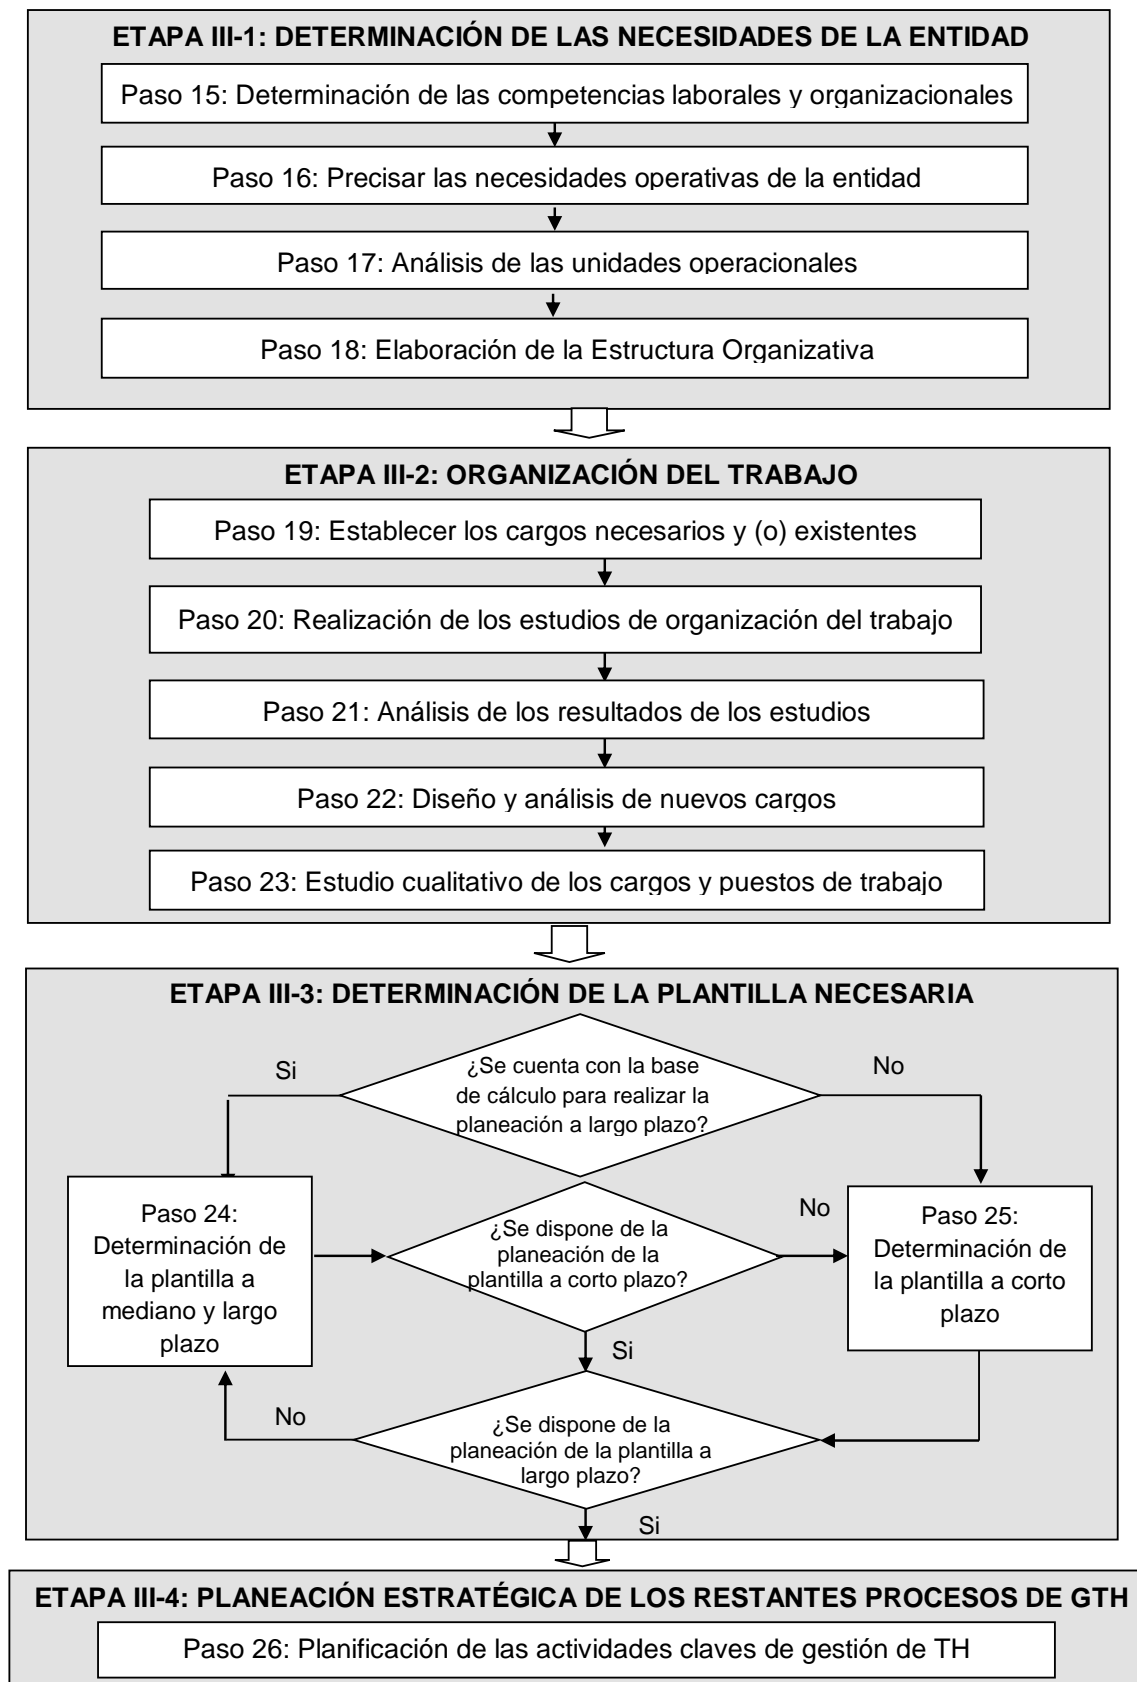 ETAPA III-1: DETERMINACIÓN DE LAS NECESIDADES DE LA ENTIDAD
Paso 15: Determinación de las competencias laborales y organizacionales
Paso 16: Precisar las necesidades operativas de la entidad
Paso 17: Análisis de las unidades operacionales
Paso 18: Elaboración de la Estructura Organizativa
ETAPA III-2: ORGANIZACIÓN DEL TRABAJO
Paso 19: Establecer los cargos necesarios y (o) existentes
Paso 20: Realización de los estudios de organización del trabajo
Paso 21: Análisis de los resultados de los estudios
Paso 22: Diseño y análisis de nuevos cargos
Paso 23: Estudio cualitativo de los cargos y puestos de trabajo
ETAPA III-3: DETERMINACIÓN DE LA PLANTILLA NECESARIA
¿Se cuenta con la base
de cálculo para realizar la
planeación a largo plazo?
Si
No
Paso 24:
Determinación de
la plantilla a
mediano y largo
plazo
¿Se dispone de la
planeación de la
plantilla a corto plazo?
No
Paso 25:
Determinación de
la plantilla a corto
plazo
Si
No
¿Se dispone de la
planeación de la plantilla a
largo plazo?
Si
ETAPA III-4: PLANEACIÓN ESTRATÉGICA DE LOS RESTANTES PROCESOS DE GTH
Paso 26: Planificación de las actividades claves de gestión de TH